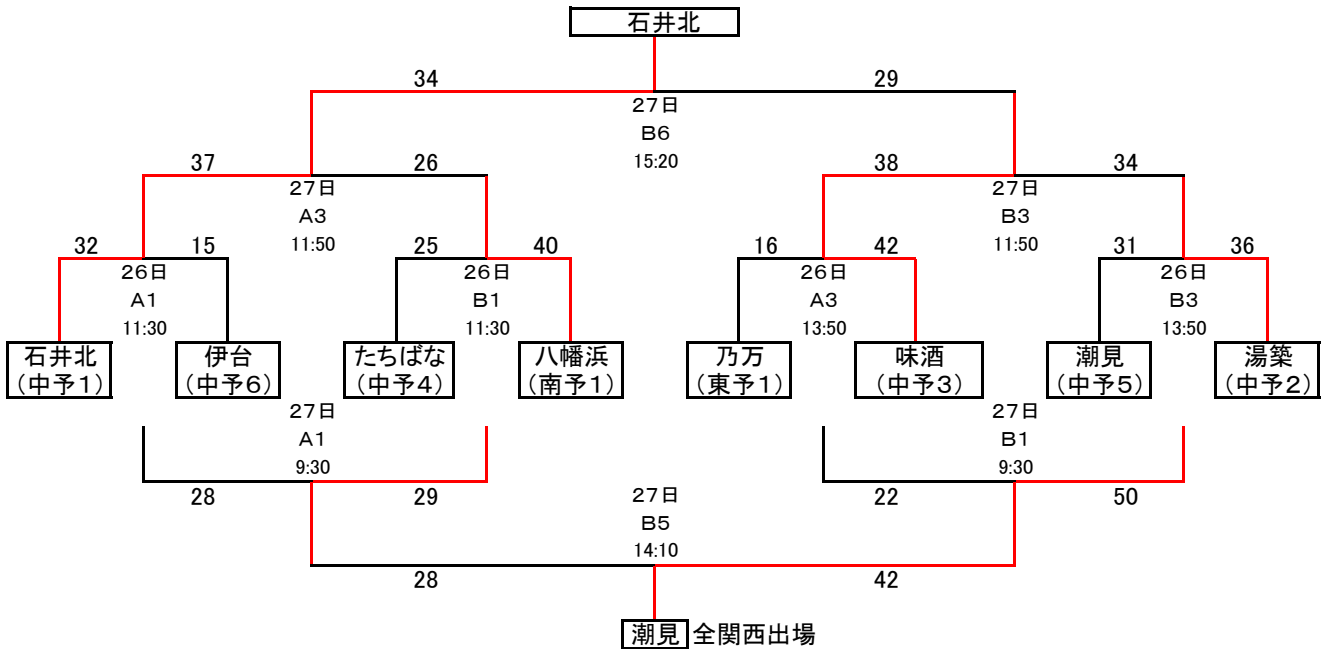 石井北
34 29
27日
B6
15:20
37 26 38 34
27日 27日
A3 B3
11:50 11:50
32 15 25 40 16 42 31 36
26日 26日 26日 26日
A1 B1 A3 B3
11:30 11:30 13:50 13:50
石井北 伊台 たちばな 八幡浜 乃万 味酒 潮見 湯築
(中予1) (中予6) (中予4) (南予1) (東予1) (中予3) (中予5) (中予2)
27日 27日
A1 B1
9:30 9:30
28 29 22 50
27日
B5
14:10
28 42
潮見 全関西出場